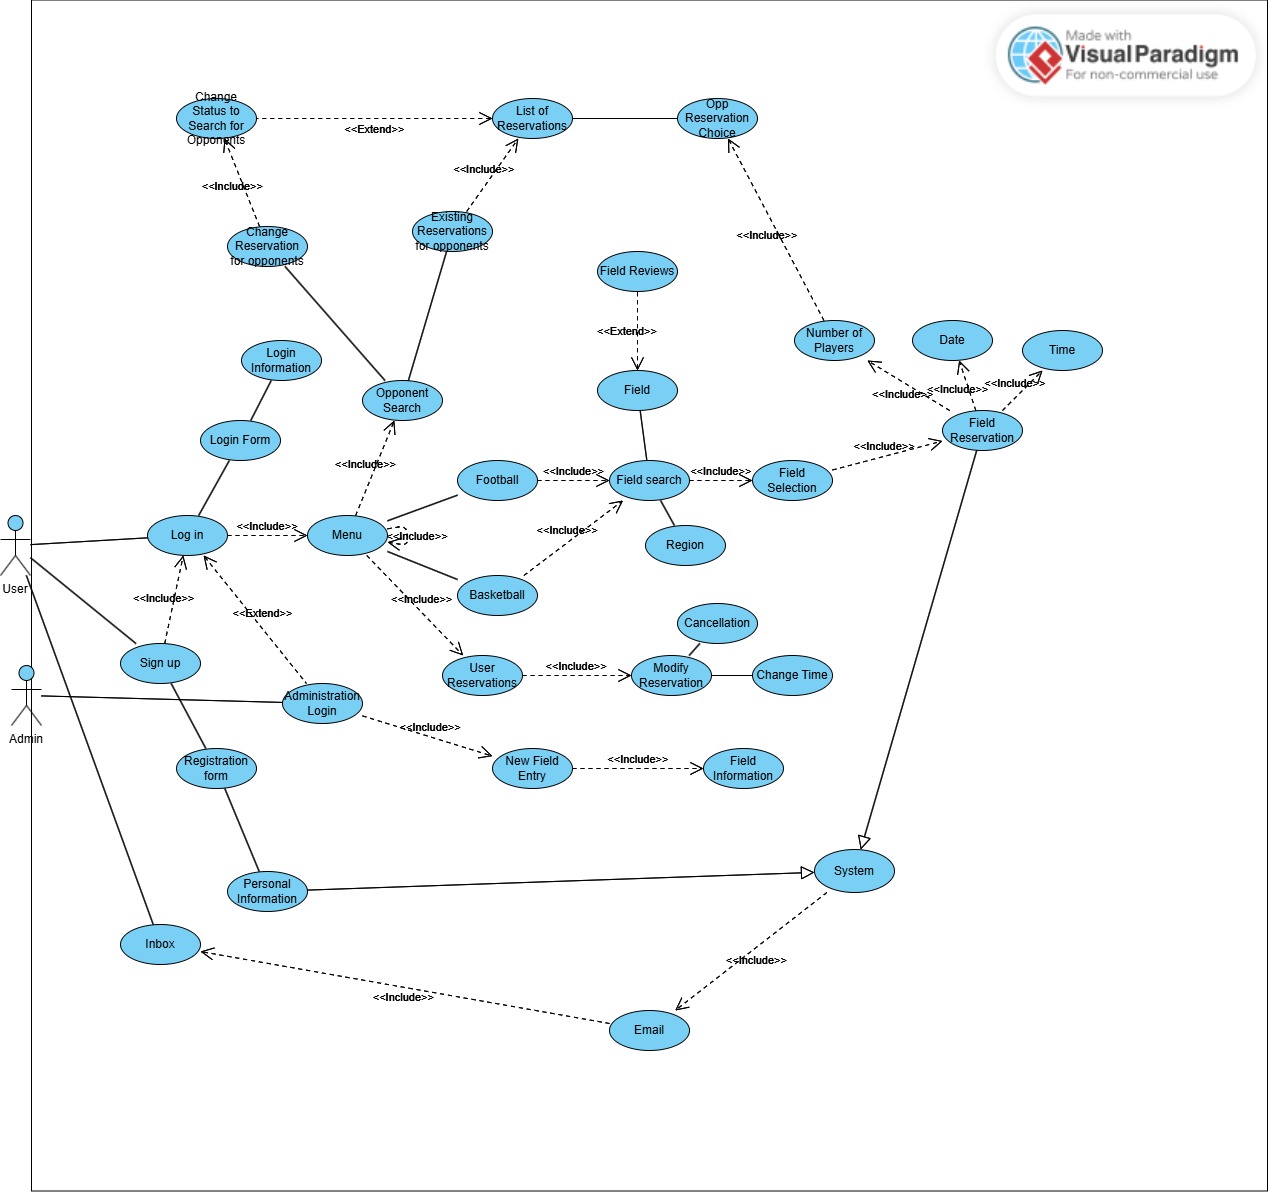 Made with
Visual Paradigm
For non-commercial use
Change
Status to
Search for
Opponents
<<Extend>>
List of
Reservations
Opp
Reservation
Choice
<<Include>>
<<Include>>
Change
Reservation
for opponents
Existing
Reservations
for opponents
<<Include>>
Field Reviews
<<Extend>>
Number of
Players
Date
Time
Login
Information
Opponent
Search
Field
<<Include>>
<<Include>>
<<Include>>
Login Form
Field
Reservation
<<Include>>
<<Include>>
Football
<<Include>>
Field search
<<Include>>
Field
Selection
User
Log in
<<Include>>
Menu
<<Include>>
<<Include>>
Region
<<Include>>
<<Extend>>
<<Include>>
Basketball
Sign up
Cancellation
User
Reservations
<<Include>>
Modify
Reservation
Change Time
Admin
Administration
Login
<<Include>>
Registration
form
New Field
Entry
<<Include>>
Field
Information
Personal
Information
System
Inbox
<<Include>>
<<Include>>
Email